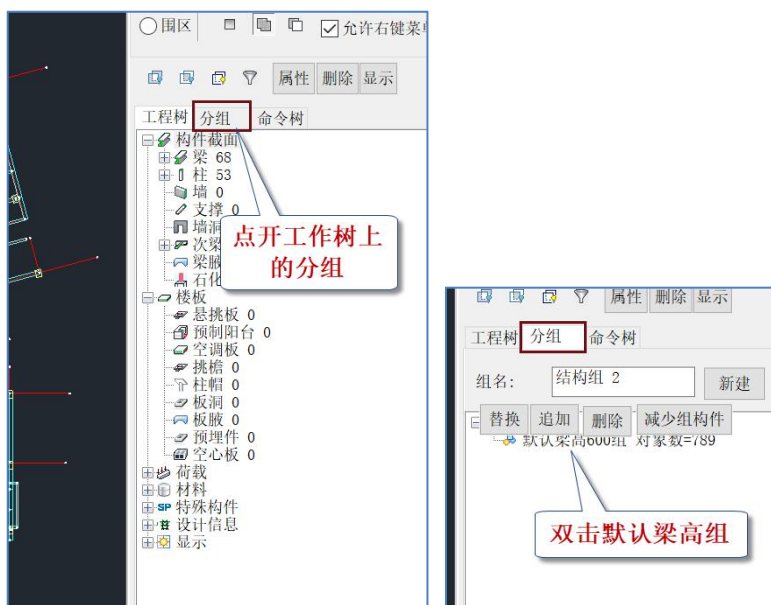 围区
允许右键菜单
属性 删除 显示
工程树 分组 命令树
构件截面
梁 68
柱 53
墙 0
支撑 0
墙洞
次梁
梁腋
石化
楼板
悬挑板 0
预制阳台 0
空调板 0
挑檐 0
柱帽 0
板洞 0
板腋 0
预埋件 0
空心板 0
荷载
材料
SP 特殊构件
设计信息
显示
点开工作树上
的分组
属性 删除 显示
工程树 分组 命令树
组名: 结构组 2 新建
替换 追加 删除 减少组构件
默认梁高600组 对象数=789
双击默认梁高组